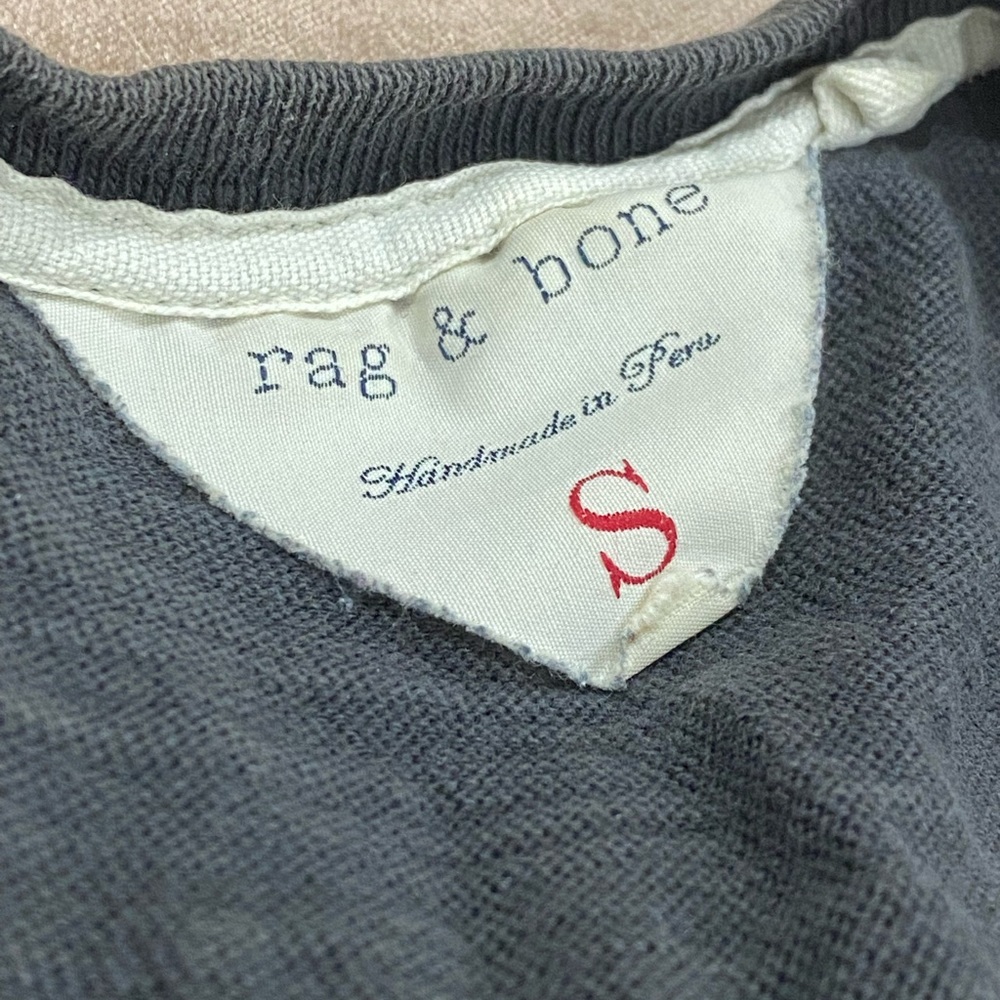 rag & bone
Handmade in Peru
S